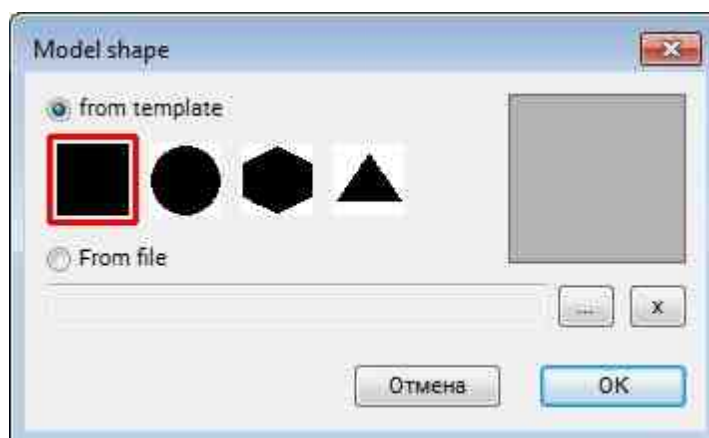 Model shape
from template
From file
...
x
Отмена
OK